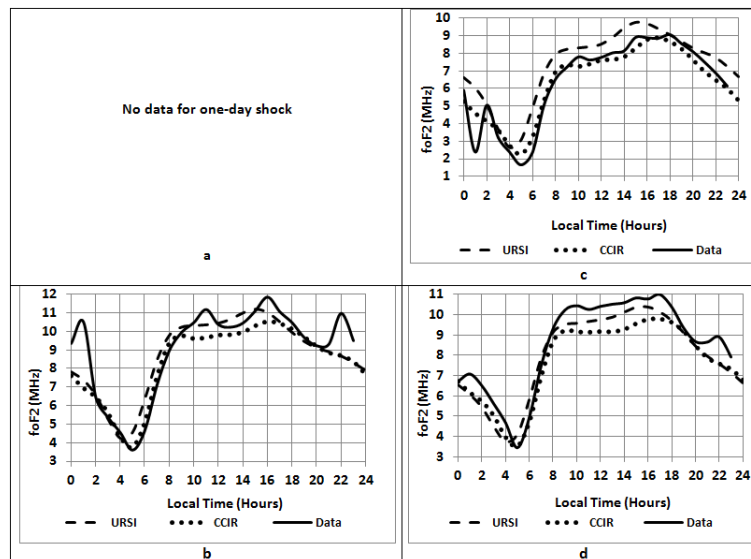 No data for one-day shock
a
foF2 (MHz)
10
9
8
7
6
5
4
3
2
1
0 2 4 6 8 10 12 14 16 18 20 22 24
Local Time (Hours)
URSI CCIR Data
c
foF2 (MHz)
12
11
10
9
8
7
6
5
4
3
0 2 4 6 8 10 12 14 16 18 20 22 24
Local Time (Hours)
URSI CCIR Data
b
foF2 (MHz)
11
10
9
8
7
6
5
4
3
0 2 4 6 8 10 12 14 16 18 20 22 24
Local Time (Hours)
URSI CCIR Data
d